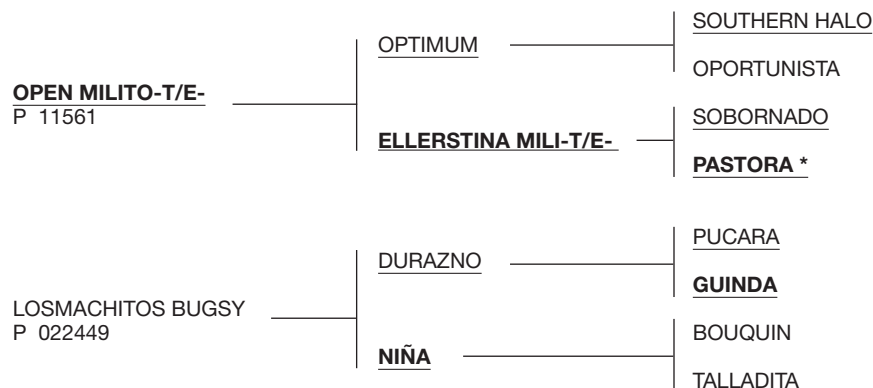 SOUTHERN HALO
OPTIMUM
OPORTUNISTA
OPEN MILITO-T/E-
P 11561
SOBORNADO
ELLERSTINA MILI-T/E-
PASTORA *
PUCARA
DURAZNO
GUINDA
LOSMACHITOS BUGSY
P 022449
BOUQUIN
NIÑA
TALLADITA